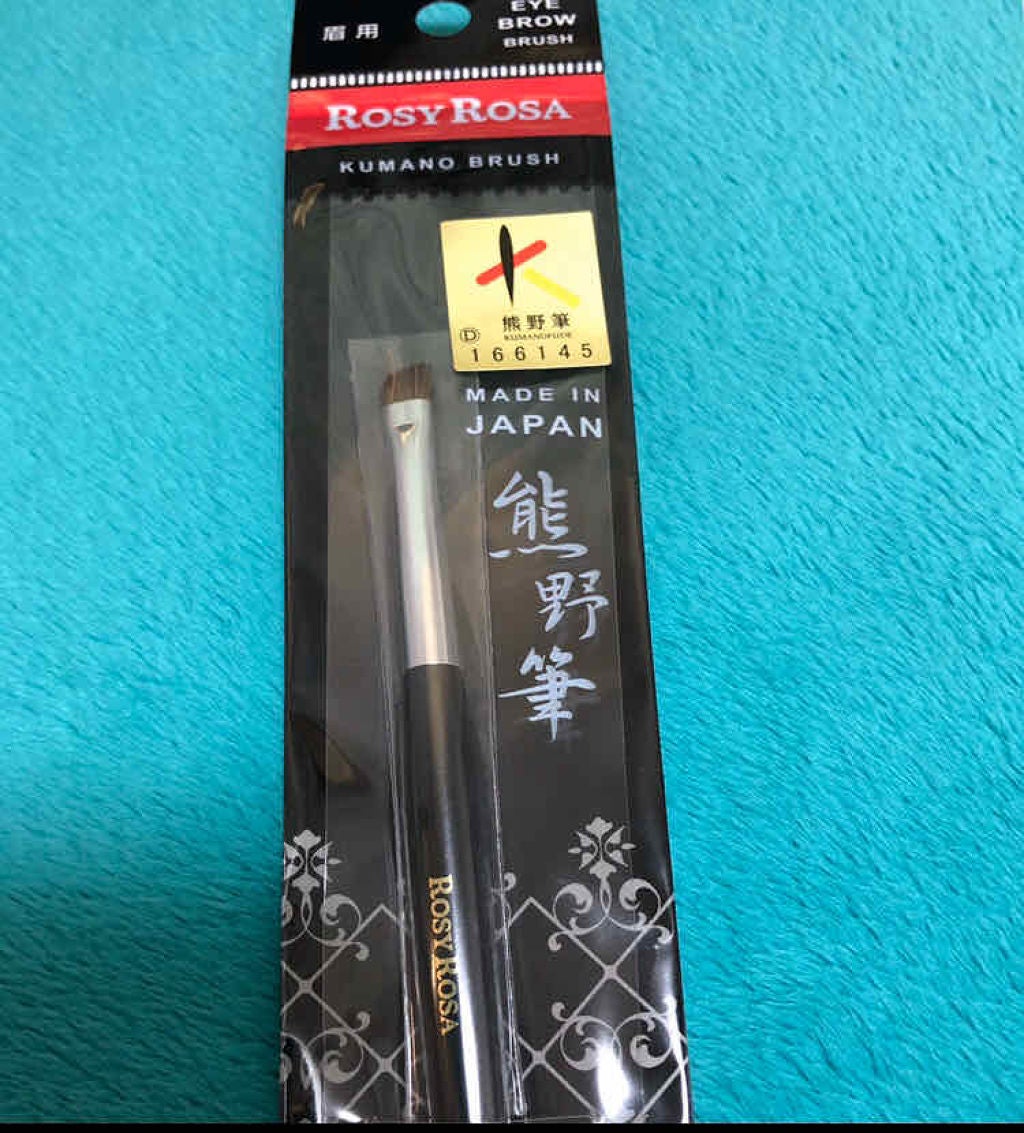 眉用
EYE
BROW
BRUSH
ROSY ROSA
KUMANO BRUSH
熊野筆
KUMANOFUDE
D 166145
MADE IN
JAPAN
熊野筆
ROSY ROSA